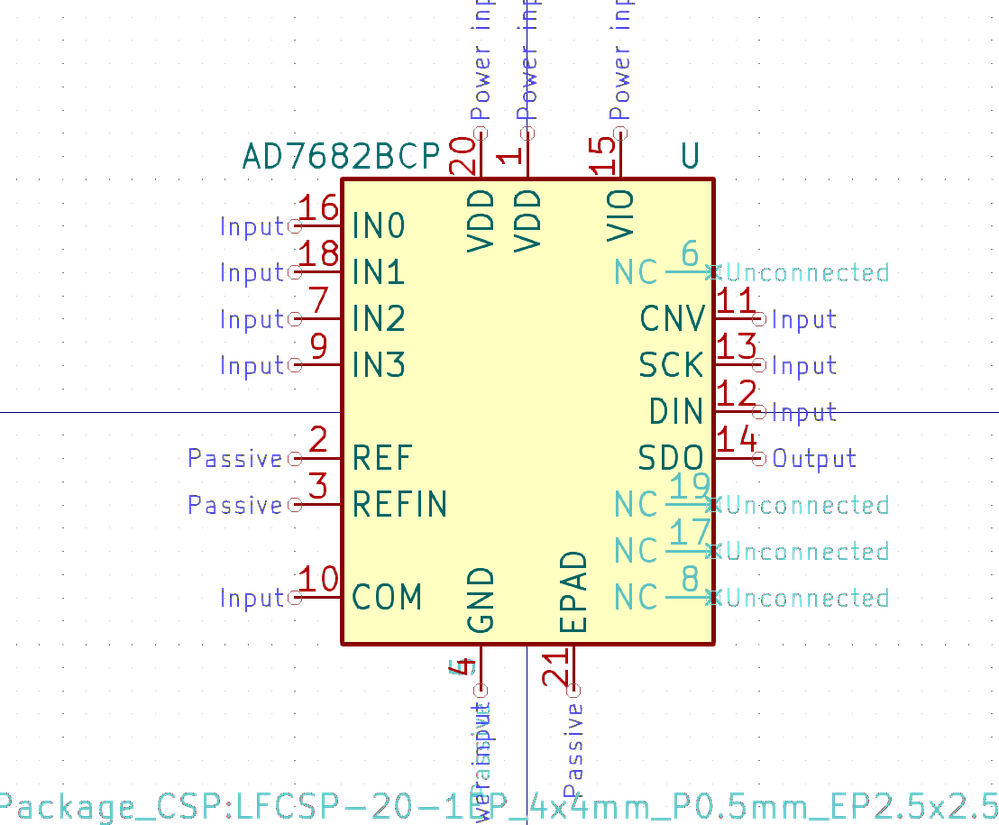 Power inp
Power inp
Power inp
AD7682BCP
20
1
15
U
VDD
VDD
VIO
Input 16 IN0
Input 18 IN1
NC 6 Unconnected
Input 7 IN2
CNV 11 Input
Input 9 IN3
SCK 13 Input
DIN 12 Input
Passive 2 REF
SDO 14 Output
Passive 3 REFIN
NC 19 Unconnected
NC 17 Unconnected
Input 10 COM
NC 8 Unconnected
GND
EPAD
4
21
Passive
Package_CSP:LFCSP-20-1EP_4x4mm_P0.5mm_EP2.5x2.5